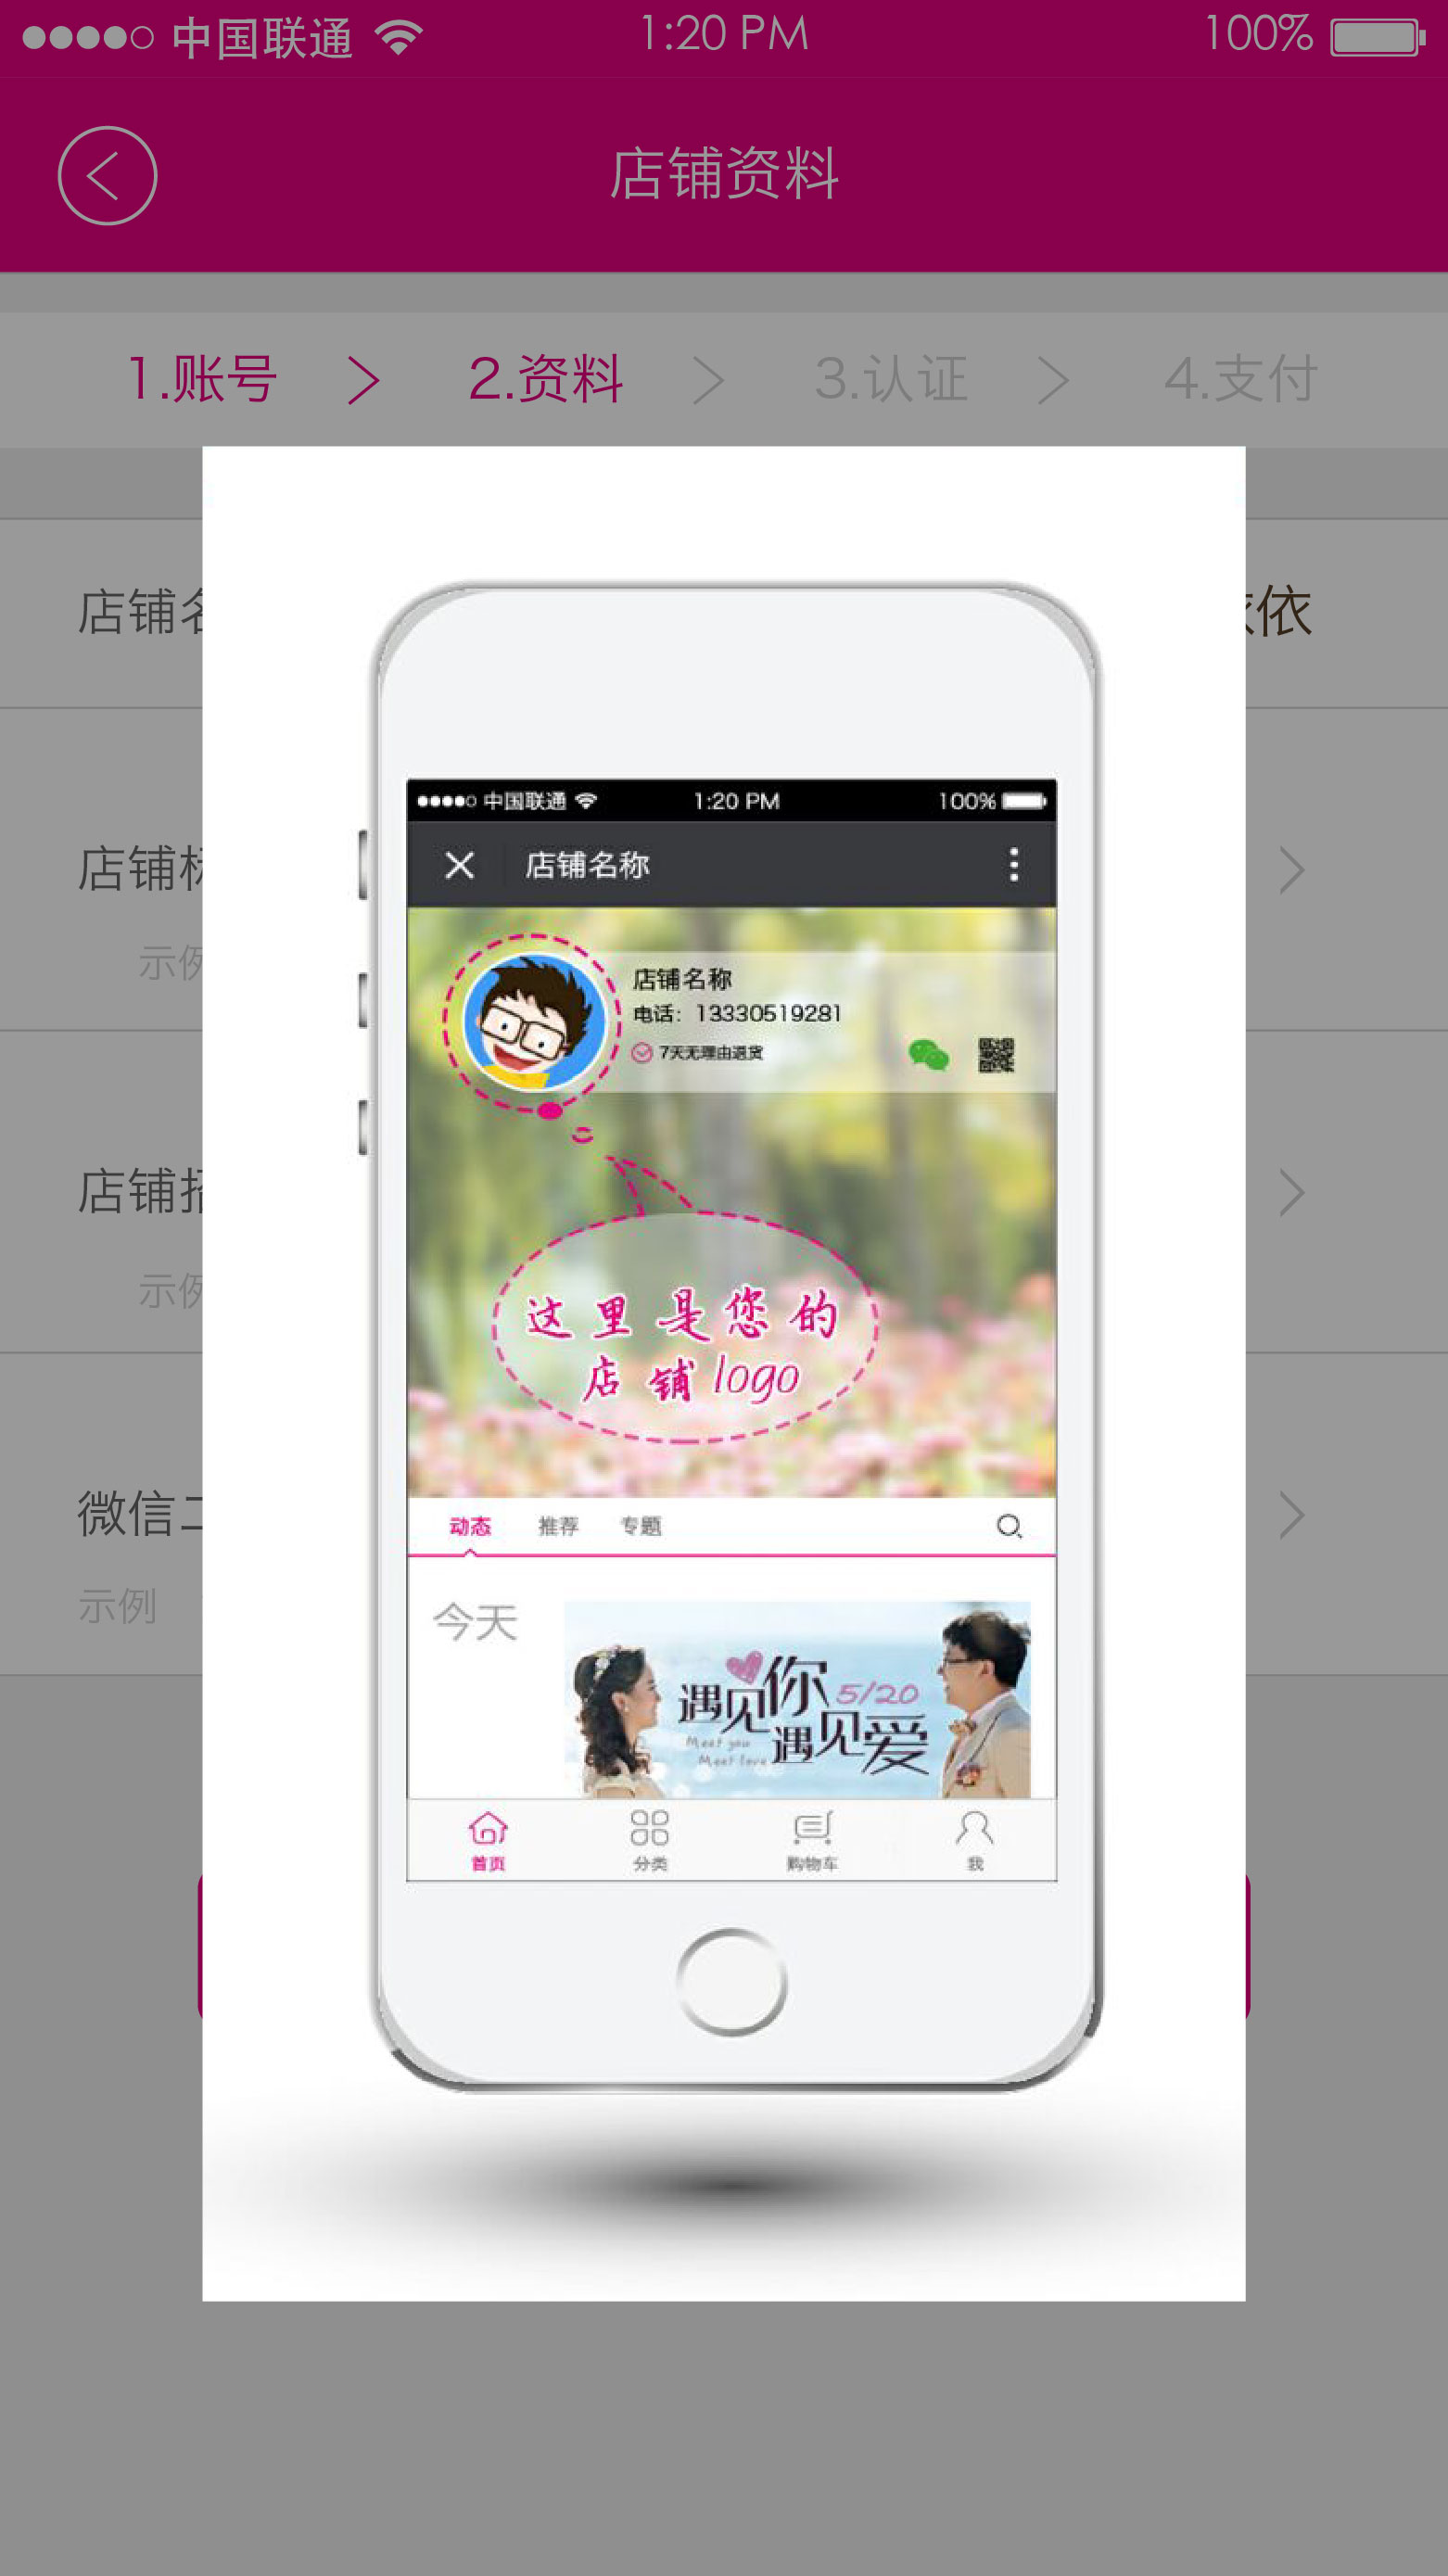 中国联通 1:20 PM 100%
店铺资料
1.账号 2.资料 3.认证 4.支付
店铺 依
店铺
示
店铺
示
微信
示例
中国联通 1:20 PM 100%
店铺名称
店铺名称
电话：13330519281
7天无理由退货
这里是您的
店铺logo
动态 推荐 专题
今天
遇见你 5/20
遇见爱
Meet you
Meet love
首页 分类 购物车 我